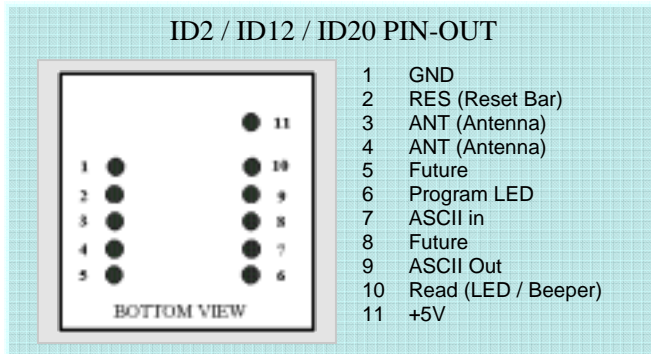 ID2 / ID12 / ID20 PIN-OUT
11
1 10
2 9
3 8
4 7
5 6
BOTTOM VIEW
1 GND
2 RES (Reset Bar)
3 ANT (Antenna)
4 ANT (Antenna)
5 Future
6 Program LED
7 ASCII in
8 Future
9 ASCII Out
10 Read (LED / Beeper)
11 +5V